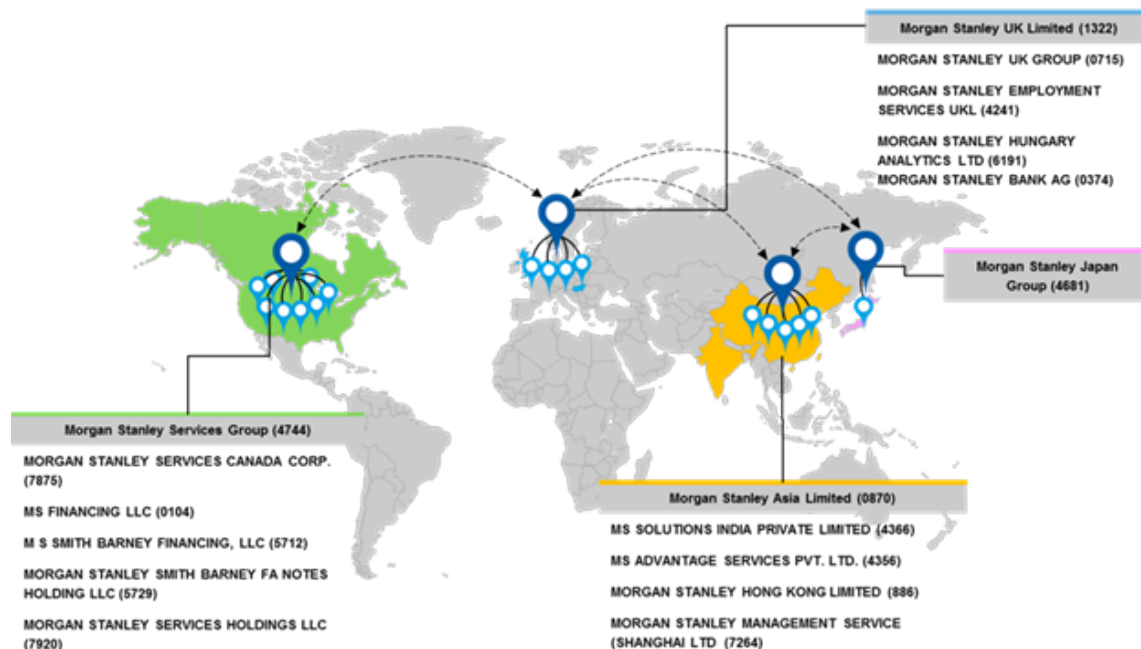 Morgan Stanley UK Limited (1322)
MORGAN STANLEY UK GROUP (0715)
MORGAN STANLEY EMPLOYMENT
SERVICES UKL (4241)
MORGAN STANLEY HUNGARY
ANALYTICS LTD (6191)
MORGAN STANLEY BANK AG (0374)
Morgan Stanley Japan
Group (4681)
Morgan Stanley Services Group (4744)
MORGAN STANLEY SERVICES CANADA CORP.
(7875)
MS FINANCING LLC (0104)
M S SMITH BARNEY FINANCING, LLC (5712)
MORGAN STANLEY SMITH BARNEY FA NOTES
HOLDING LLC (5729)
MORGAN STANLEY SERVICES HOLDINGS LLC
(7920)
Morgan Stanley Asia Limited (0870)
MS SOLUTIONS INDIA PRIVATE LIMITED (4366)
MS ADVANTAGE SERVICES PVT. LTD. (4356)
MORGAN STANLEY HONG KONG LIMITED (886)
MORGAN STANLEY MANAGEMENT SERVICE
(SHANGHAI LTD (7264)